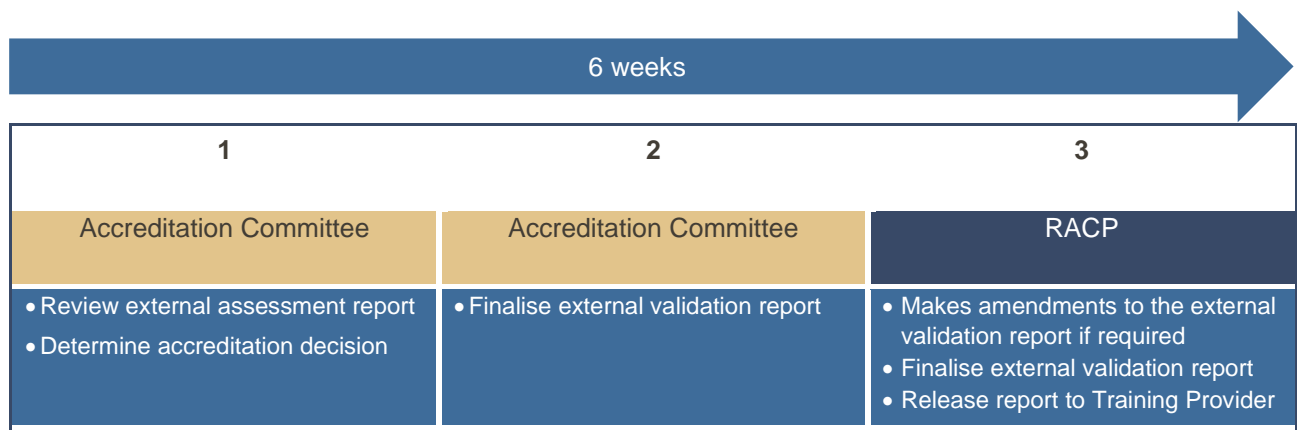 6 weeks
1
2
3
Accreditation Committee
Accreditation Committee
RACP
• Review external assessment report
• Determine accreditation decision
• Finalise external validation report
• Makes amendments to the external
validation report if required
• Finalise external validation report
• Release report to Training Provider